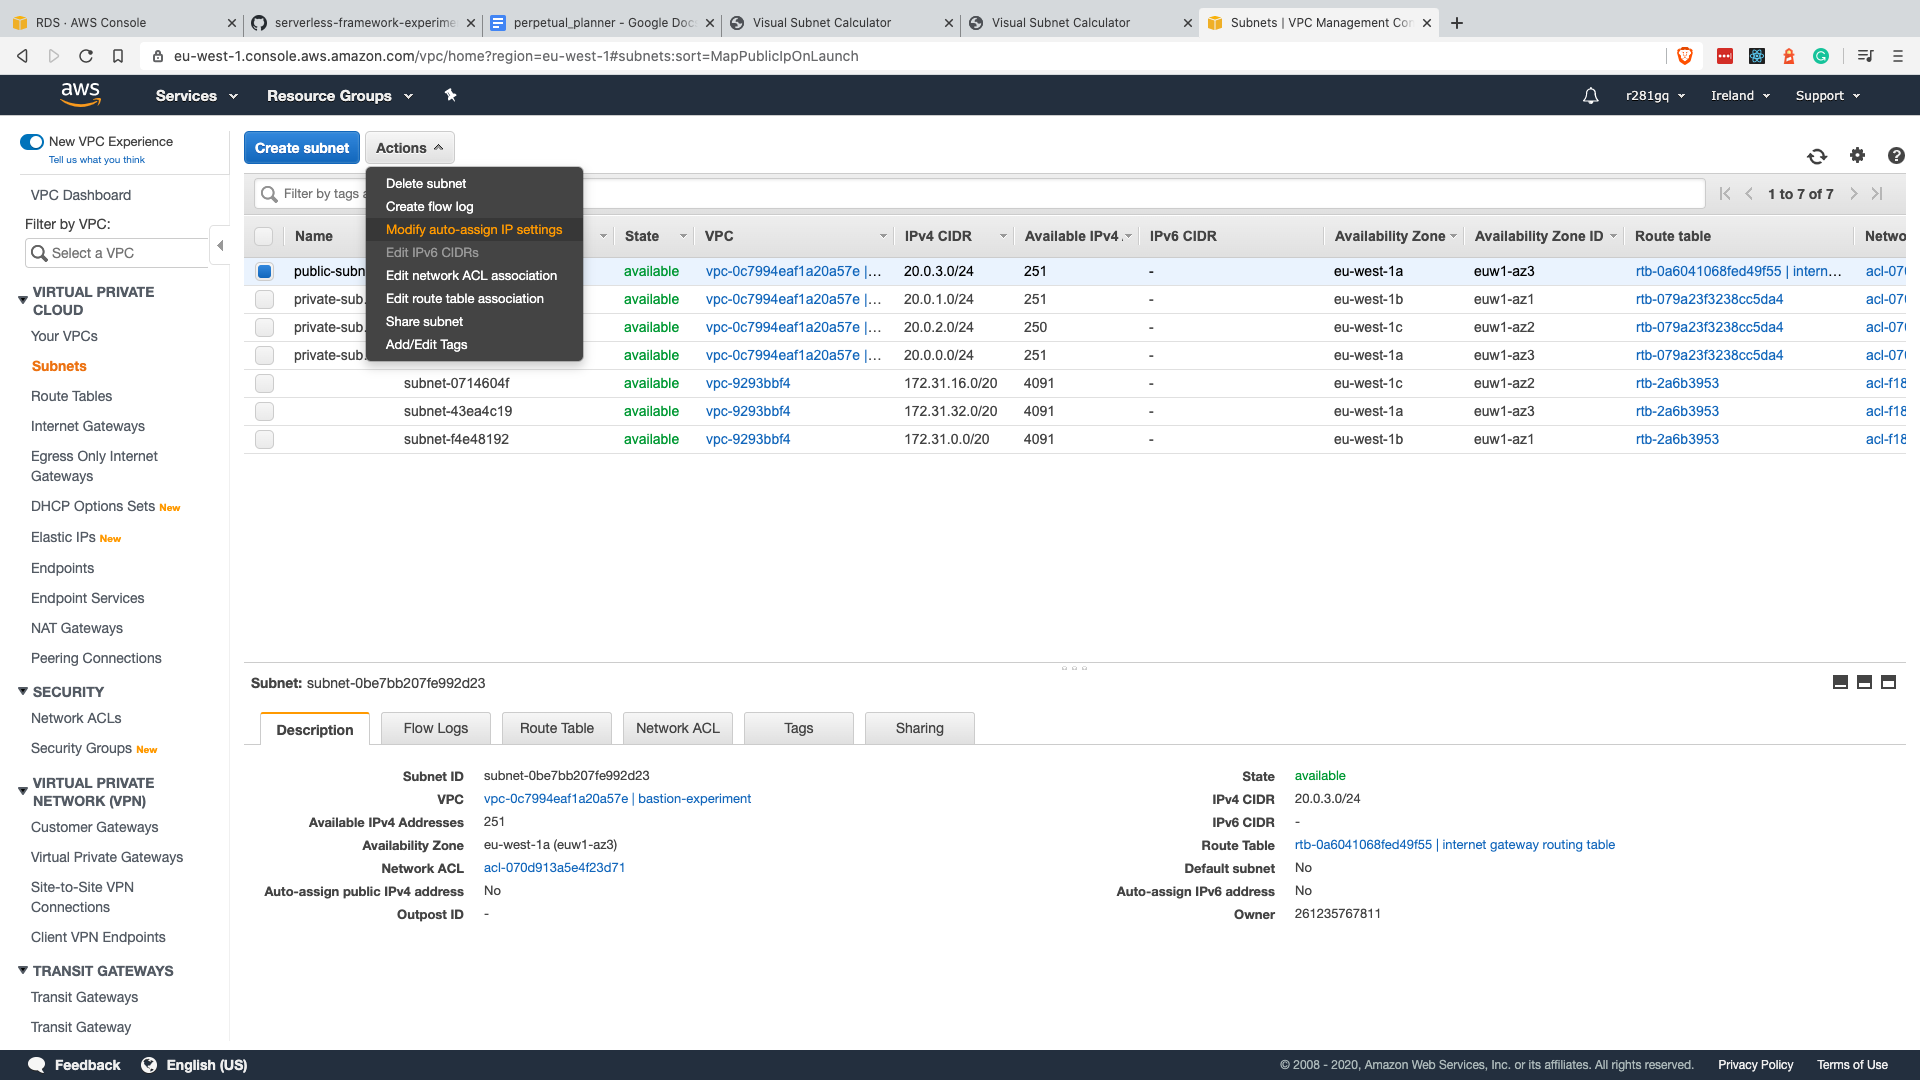 RDS · AWS Console
serverless-framework-experime
perpetual_planner - Google Doc
Visual Subnet Calculator
Visual Subnet Calculator
Subnets | VPC Management Con
eu-west-1.console.aws.amazon.com/vpc/home?region=eu-west-1#subnets:sort=MapPublicIpOnLaunch
aws
Services
Resource Groups
r281gq
Ireland
Support
New VPC Experience
Tell us what you think
VPC Dashboard
Filter by VPC:
Select a VPC
VIRTUAL PRIVATE
CLOUD
Your VPCs
Subnets
Route Tables
Internet Gateways
Egress Only Internet
Gateways
DHCP Options Sets New
Elastic IPs New
Endpoints
Endpoint Services
NAT Gateways
Peering Connections
SECURITY
Network ACLs
Security Groups New
VIRTUAL PRIVATE
NETWORK (VPN)
Customer Gateways
Virtual Private Gateways
Site-to-Site VPN
Connections
Client VPN Endpoints
TRANSIT GATEWAYS
Transit Gateways
Transit Gateway
Create subnet
Actions
Delete subnet
Create flow log
Modify auto-assign IP settings
Edit IPv6 CIDRs
Edit network ACL association
Edit route table association
Share subnet
Add/Edit Tags
Filter by tags a
1 to 7 of 7
Name State VPC IPv4 CIDR Available IPv4 . IPv6 CIDR Availability Zone Availability Zone ID Route table Netwo
public-subn available vpc-0c7994eaf1a20a57e |... 20.0.3.0/24 251 - eu-west-1a euw1-az3 rtb-0a6041068fed49f55 | intern... acl-070
private-sub. available vpc-0c7994eaf1a20a57e |... 20.0.1.0/24 251 - eu-west-1b euw1-az1 rtb-079a23f3238cc5da4 acl-070
private-sub. available vpc-0c7994eaf1a20a57e |... 20.0.2.0/24 250 - eu-west-1c euw1-az2 rtb-079a23f3238cc5da4 acl-070
private-sub. available vpc-0c7994eaf1a20a57e |... 20.0.0.0/24 251 - eu-west-1a euw1-az3 rtb-079a23f3238cc5da4 acl-070
subnet-0714604f available vpc-9293bbf4 172.31.16.0/20 4091 - eu-west-1c euw1-az2 rtb-2a6b3953 acl-f18
subnet-43ea4c19 available vpc-9293bbf4 172.31.32.0/20 4091 - eu-west-1a euw1-az3 rtb-2a6b3953 acl-f18
subnet-f4e48192 available vpc-9293bbf4 172.31.0.0/20 4091 - eu-west-1b euw1-az1 rtb-2a6b3953 acl-f18
Subnet: subnet-0be7bb207fe992d23
Description
Flow Logs
Route Table
Network ACL
Tags
Sharing
Subnet ID subnet-0be7bb207fe992d23
VPC vpc-0c7994eaf1a20a57e | bastion-experiment
Available IPv4 Addresses 251
Availability Zone eu-west-1a (euw1-az3)
Network ACL acl-070d913a5e4f23d71
Auto-assign public IPv4 address No
Outpost ID -
State available
IPv4 CIDR 20.0.3.0/24
IPv6 CIDR -
Route Table rtb-0a6041068fed49f55 | internet gateway routing table
Default subnet No
Auto-assign IPv6 address No
Owner 261235767811
Feedback
English (US)
© 2008 - 2020, Amazon Web Services, Inc. or its affiliates. All rights reserved.
Privacy Policy
Terms of Use